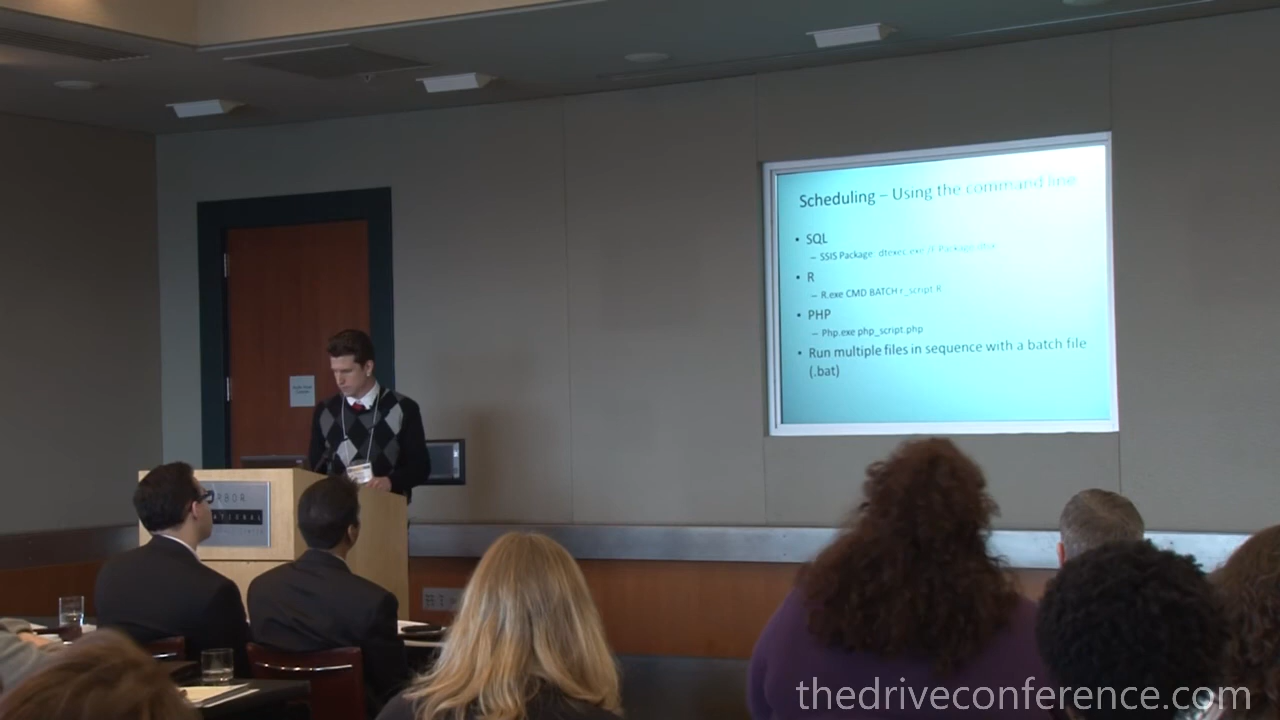 Scheduling – Using the command line
• SQL
– SSIS Package dtexec.exe /F Package.dtsx
• R
– R.exe CMD BATCH r_script.R
• PHP
– Php.exe php_script.php
• Run multiple files in sequence with a batch file
(.bat)
thedriveconference.com